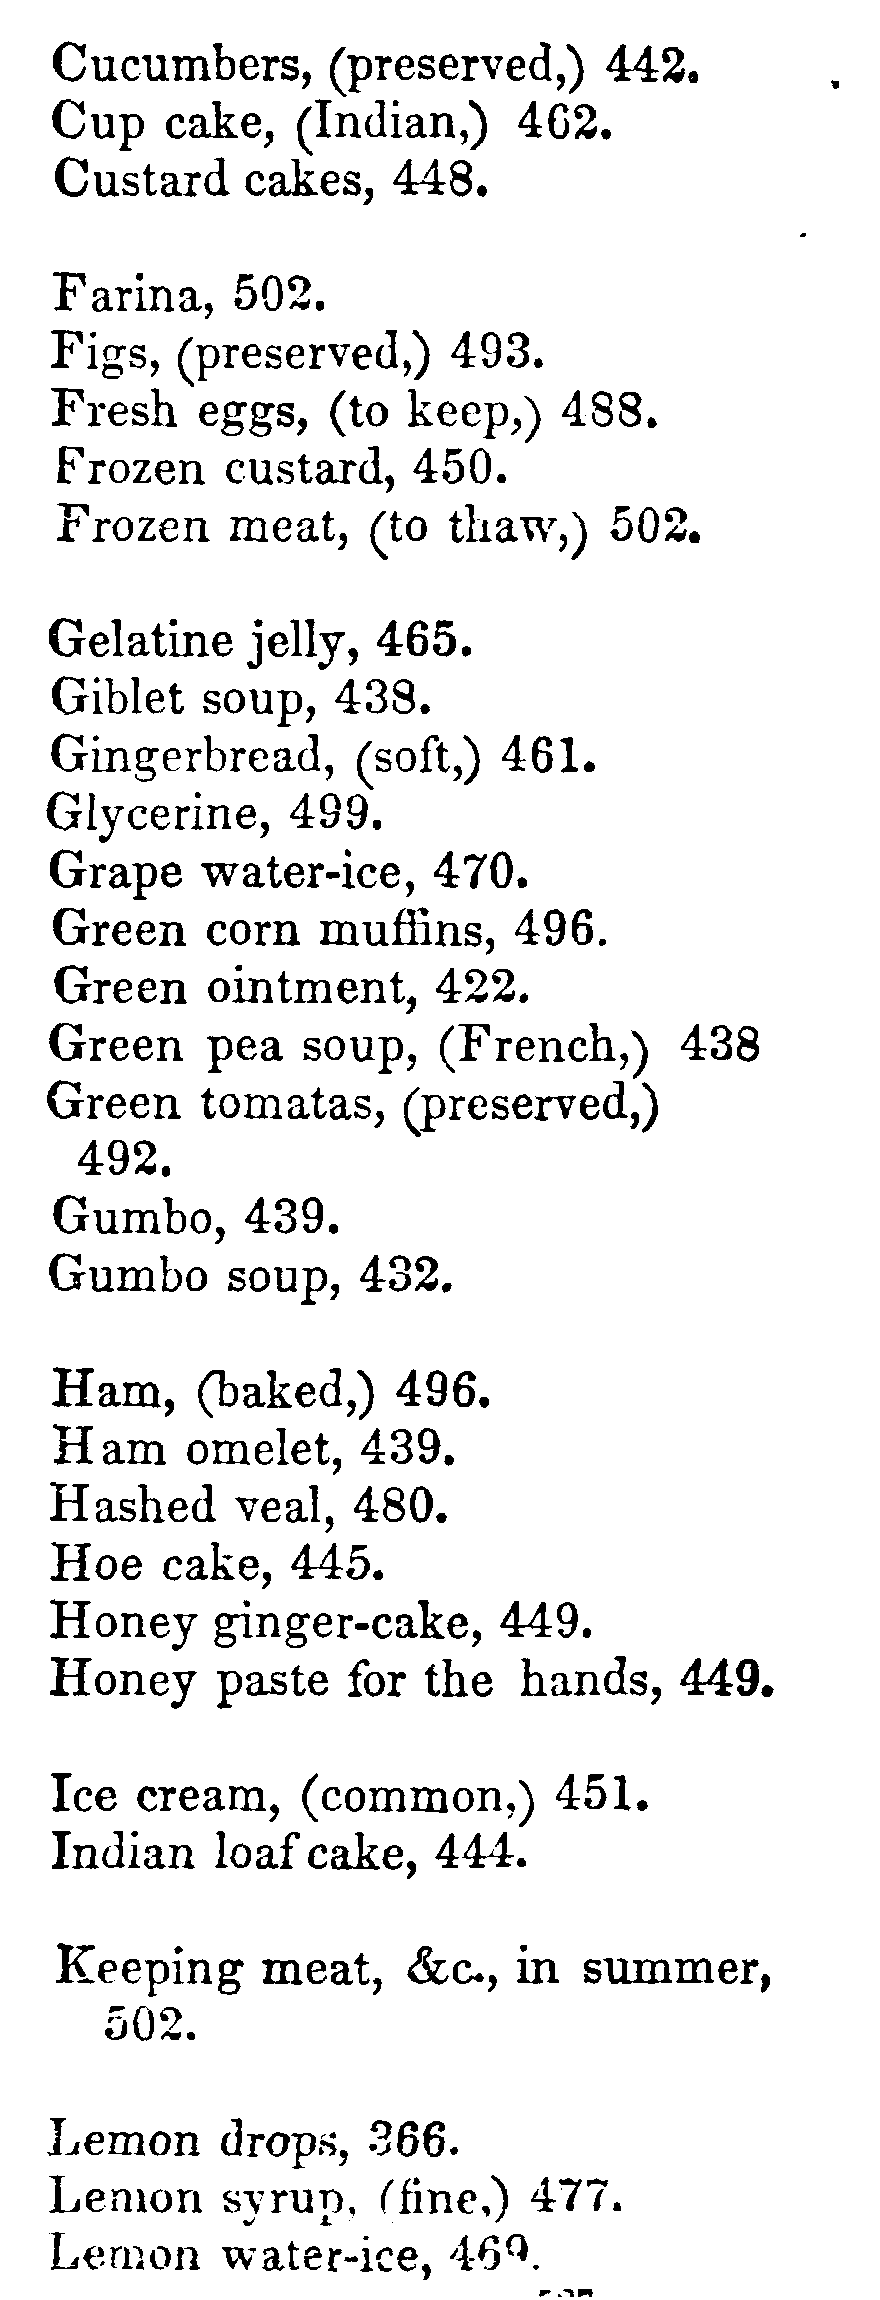 Cucumbers, (preserved,) 442.
Cup cake, (Indian,) 462.
Custard cakes, 448.
Farina, 502.
Figs, (preserved,) 493.
Fresh eggs, (to keep,) 488.
Frozen custard, 450.
Frozen meat, (to thaw,) 502.
Gelatine jelly, 465.
Giblet soup, 438.
Gingerbread, (soft,) 461.
Glycerine, 499.
Grape water-ice, 470.
Green corn muffins, 496.
Green ointment, 422.
Green pea soup, (French,) 438
Green tomatas, (preserved,)
492.
Gumbo, 439.
Gumbo soup, 432.
Ham, (baked,) 496.
Ham omelet, 439.
Hashed veal, 480.
Hoe cake, 445.
Honey ginger-cake, 449.
Honey paste for the hands, 449.
Ice cream, (common,) 451.
Indian loaf cake, 444.
Keeping meat, &c., in summer,
502.
Lemon drops, 366.
Lemon syrup, (fine,) 477.
Lemon water-ice, 469.